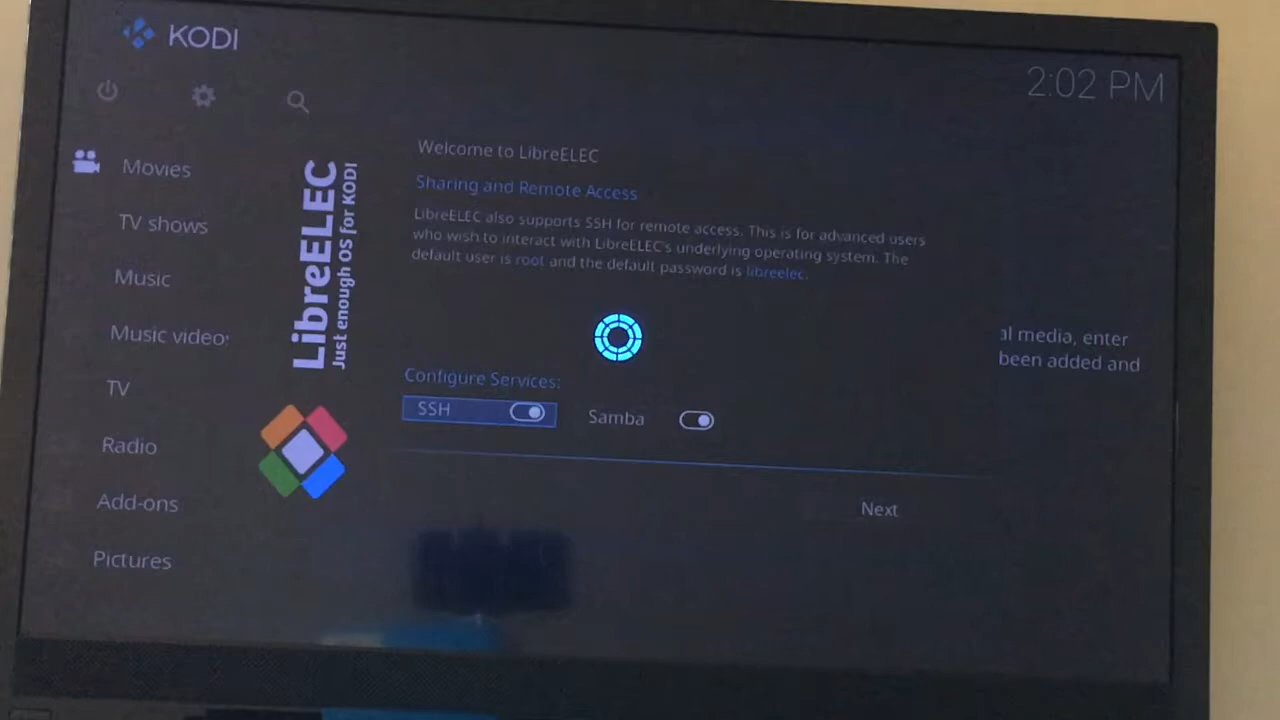 KODI
2:02 PM
Movies
TV shows
Music
Music video
TV
Radio
Add-ons
Pictures
LibreELEC
Just enough OS for KODI
Welcome to LibreELEC
Sharing and Remote Access
LibreELEC also supports SSH for remote access. This is for advanced users
who wish to interact with LibreELEC's underlying operating system. The
default user is root and the default password is libreelec.
Configure Services:
SSH
Samba
Next
al media, enter
been added and